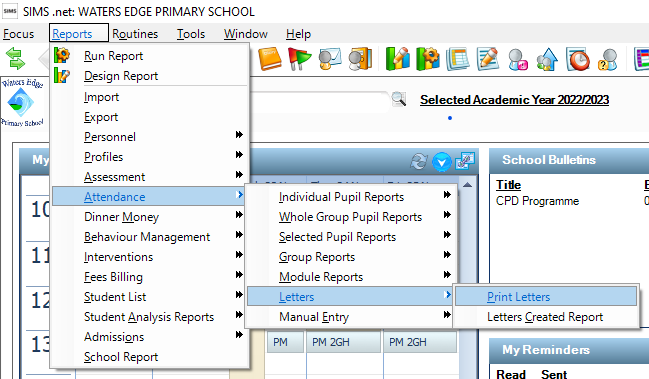 SIMS .net: WATERS EDGE PRIMARY SCHOOL
Focus Reports Routines Tools Window Help
Waters Edge
Primary School
Selected Academic Year 2022/2023
Run Report
Design Report
Import
Export
Personnel
Profiles
Assessment
Attendance
Dinner Money
Behaviour Management
Interventions
Fees Billing
Student List
Student Analysis Reports
Admissions
School Report
Individual Pupil Reports
Whole Group Pupil Reports
Selected Pupil Reports
Group Reports
Module Reports
Letters
Manual Entry
Print Letters
Letters Created Report
My
10
11
12
13
PM PM 2GH PM 2GH
School Bulletins
Title
CPD Programme
My Reminders
Read Sent